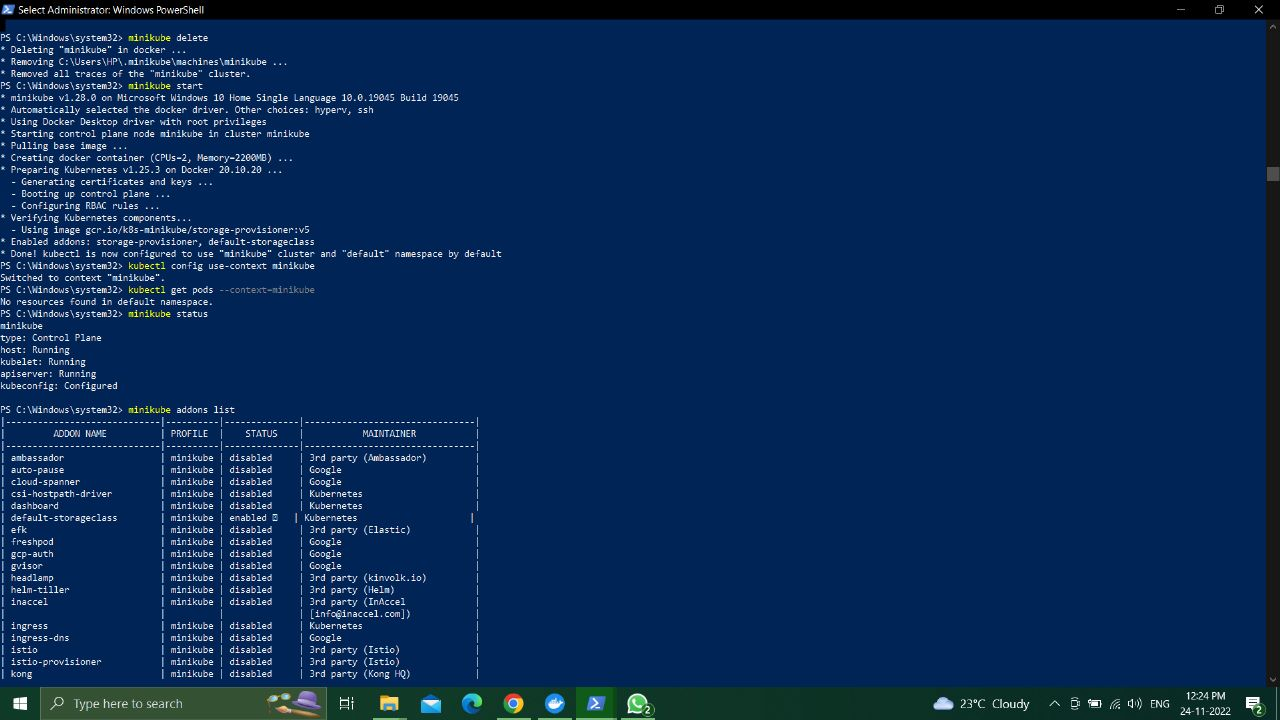 Select Administrator: Windows PowerShell
PS C:\Windows\system32> minikube delete
* Deleting "minikube" in docker ...
* Removing C:\Users\HP\.minikube\machines\minikube ...
* Removed all traces of the "minikube" cluster.
PS C:\Windows\system32> minikube start
* minikube v1.28.0 on Microsoft Windows 10 Home Single Language 10.0.19045 Build 19045
* Automatically selected the docker driver. Other choices: hyperv, ssh
* Using Docker Desktop driver with root privileges
* Starting control plane node minikube in cluster minikube
* Pulling base image ...
* Creating docker container (CPUs=2, Memory=2200MB) ...
* Preparing Kubernetes v1.25.3 on Docker 20.10.20 ...
  - Generating certificates and keys ...
  - Booting up control plane ...
  - Configuring RBAC rules ...
* Verifying Kubernetes components...
  - Using image gcr.io/k8s-minikube/storage-provisioner:v5
* Enabled addons: storage-provisioner, default-storageclass
* Done! kubectl is now configured to use "minikube" cluster and "default" namespace by default
PS C:\Windows\system32> kubectl config use-context minikube
Switched to context "minikube".
PS C:\Windows\system32> kubectl get pods --context=minikube
No resources found in default namespace.
PS C:\Windows\system32> minikube status
minikube
type: Control Plane
host: Running
kubelet: Running
apiserver: Running
kubeconfig: Configured
PS C:\Windows\system32> minikube addons list
|-----------------------------|----------|--------------|--------------------------------|
| ADDON NAME | PROFILE | STATUS | MAINTAINER |
|-----------------------------|----------|--------------|--------------------------------|
| ambassador | minikube | disabled | 3rd party (Ambassador) |
| auto-pause | minikube | disabled | Google |
| cloud-spanner | minikube | disabled | Google |
| csi-hostpath-driver | minikube | disabled | Kubernetes |
| dashboard | minikube | disabled | Kubernetes |
| default-storageclass | minikube | enabled | Kubernetes |
| efk | minikube | disabled | 3rd party (Elastic) |
| freshpod | minikube | disabled | Google |
| gcp-auth | minikube | disabled | Google |
| gvisor | minikube | disabled | Google |
| headlamp | minikube | disabled | 3rd party (kinvolk.io) |
| helm-tiller | minikube | disabled | 3rd party (Helm) |
| inaccel | minikube | disabled | 3rd party (InAccel |
| | | | [info@inaccel.com]) |
| ingress | minikube | disabled | Kubernetes |
| ingress-dns | minikube | disabled | Google |
| istio | minikube | disabled | 3rd party (Istio) |
| istio-provisioner | minikube | disabled | 3rd party (Istio) |
| kong | minikube | disabled | 3rd party (Kong HQ) |
Type here to search
2
23°C Cloudy
ENG
12:24 PM
24-11-2022
2